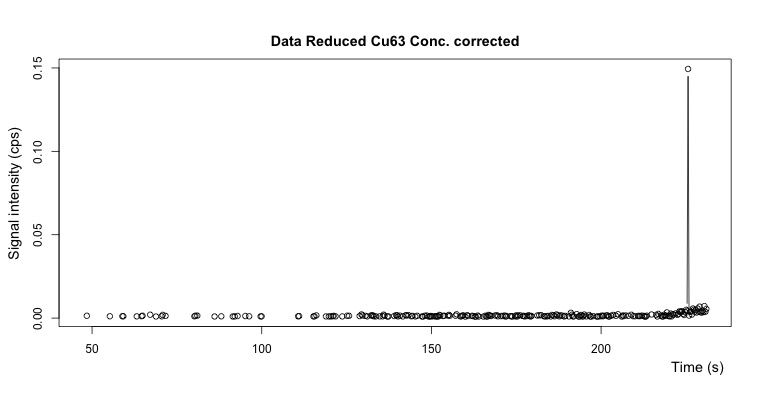 Data Reduced Cu63 Conc. corrected
Signal intensity (cps)
0.15
0.10
0.05
0.00
50 100 150 200
Time (s)